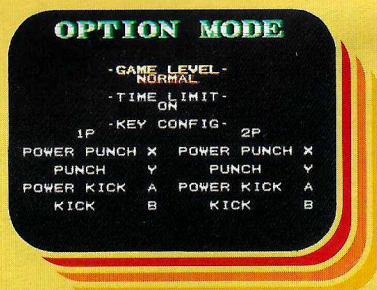 OPTION MODE
-GAME LEVEL-
NORMAL
-TIME LIMIT-
ON
-KEY CONFIG-
1P 2P
POWER PUNCH X POWER PUNCH X
PUNCH Y PUNCH Y
POWER KICK A POWER KICK A
KICK B KICK B